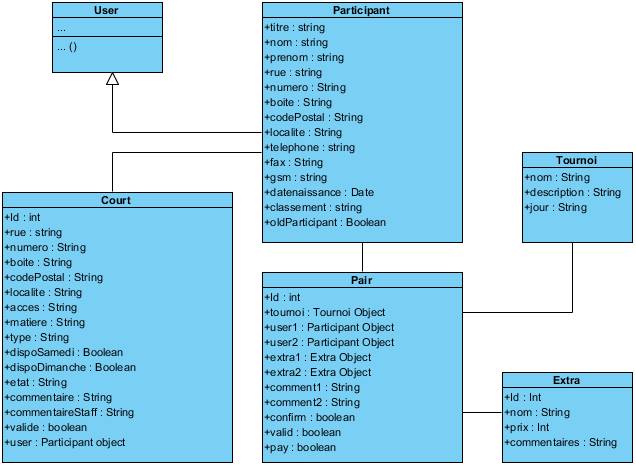 User
...
... ()
Participant
+titre : string
+nom : string
+prenom : string
+rue : string
+numero : String
+boite : String
+codePostal : String
+localite : String
+telephone : string
+fax : String
+gsm : string
+datenaissance : Date
+classement : string
+oldParticipant : Boolean
Tournoi
+nom : String
+description : String
+jour : String
Court
+Id : int
+rue : string
+numero : String
+boite : String
+codePostal : String
+localite : String
+acces : String
+matiere : String
+type : String
+dispoSamedi : Boolean
+dispoDimanche : Boolean
+etat : String
+commentaire : String
+commentaireStaff : String
+valide : boolean
+user : Participant object
Pair
+Id : int
+tournoi : Tournoi Object
+user1 : Participant Object
+user2 : Participant Object
+extra1 : Extra Object
+extra2 : Extra Object
+comment1 : String
+comment2 : String
+confirm : boolean
+valid : boolean
+pay : boolean
Extra
+Id : Int
+nom : String
+prix : Int
+commentaires : String